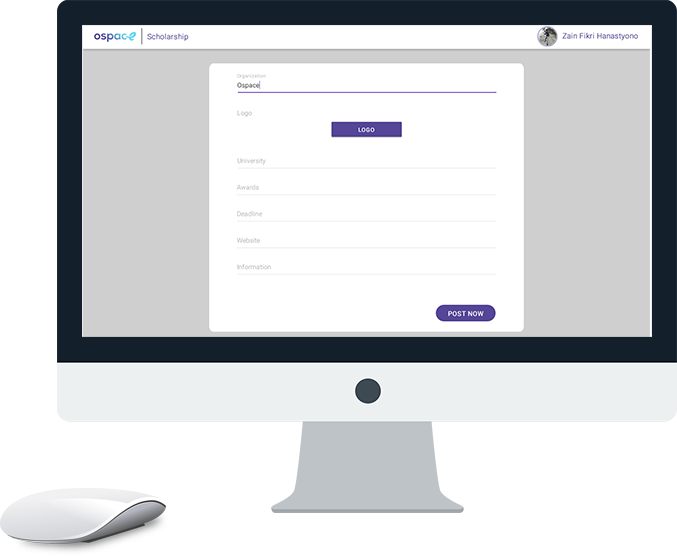 ospace Scholarship
Zain Fikri Hanastyono
Organization
Ospace
Logo
LOGO
University
Awards
Deadline
Website
Information
POST NOW